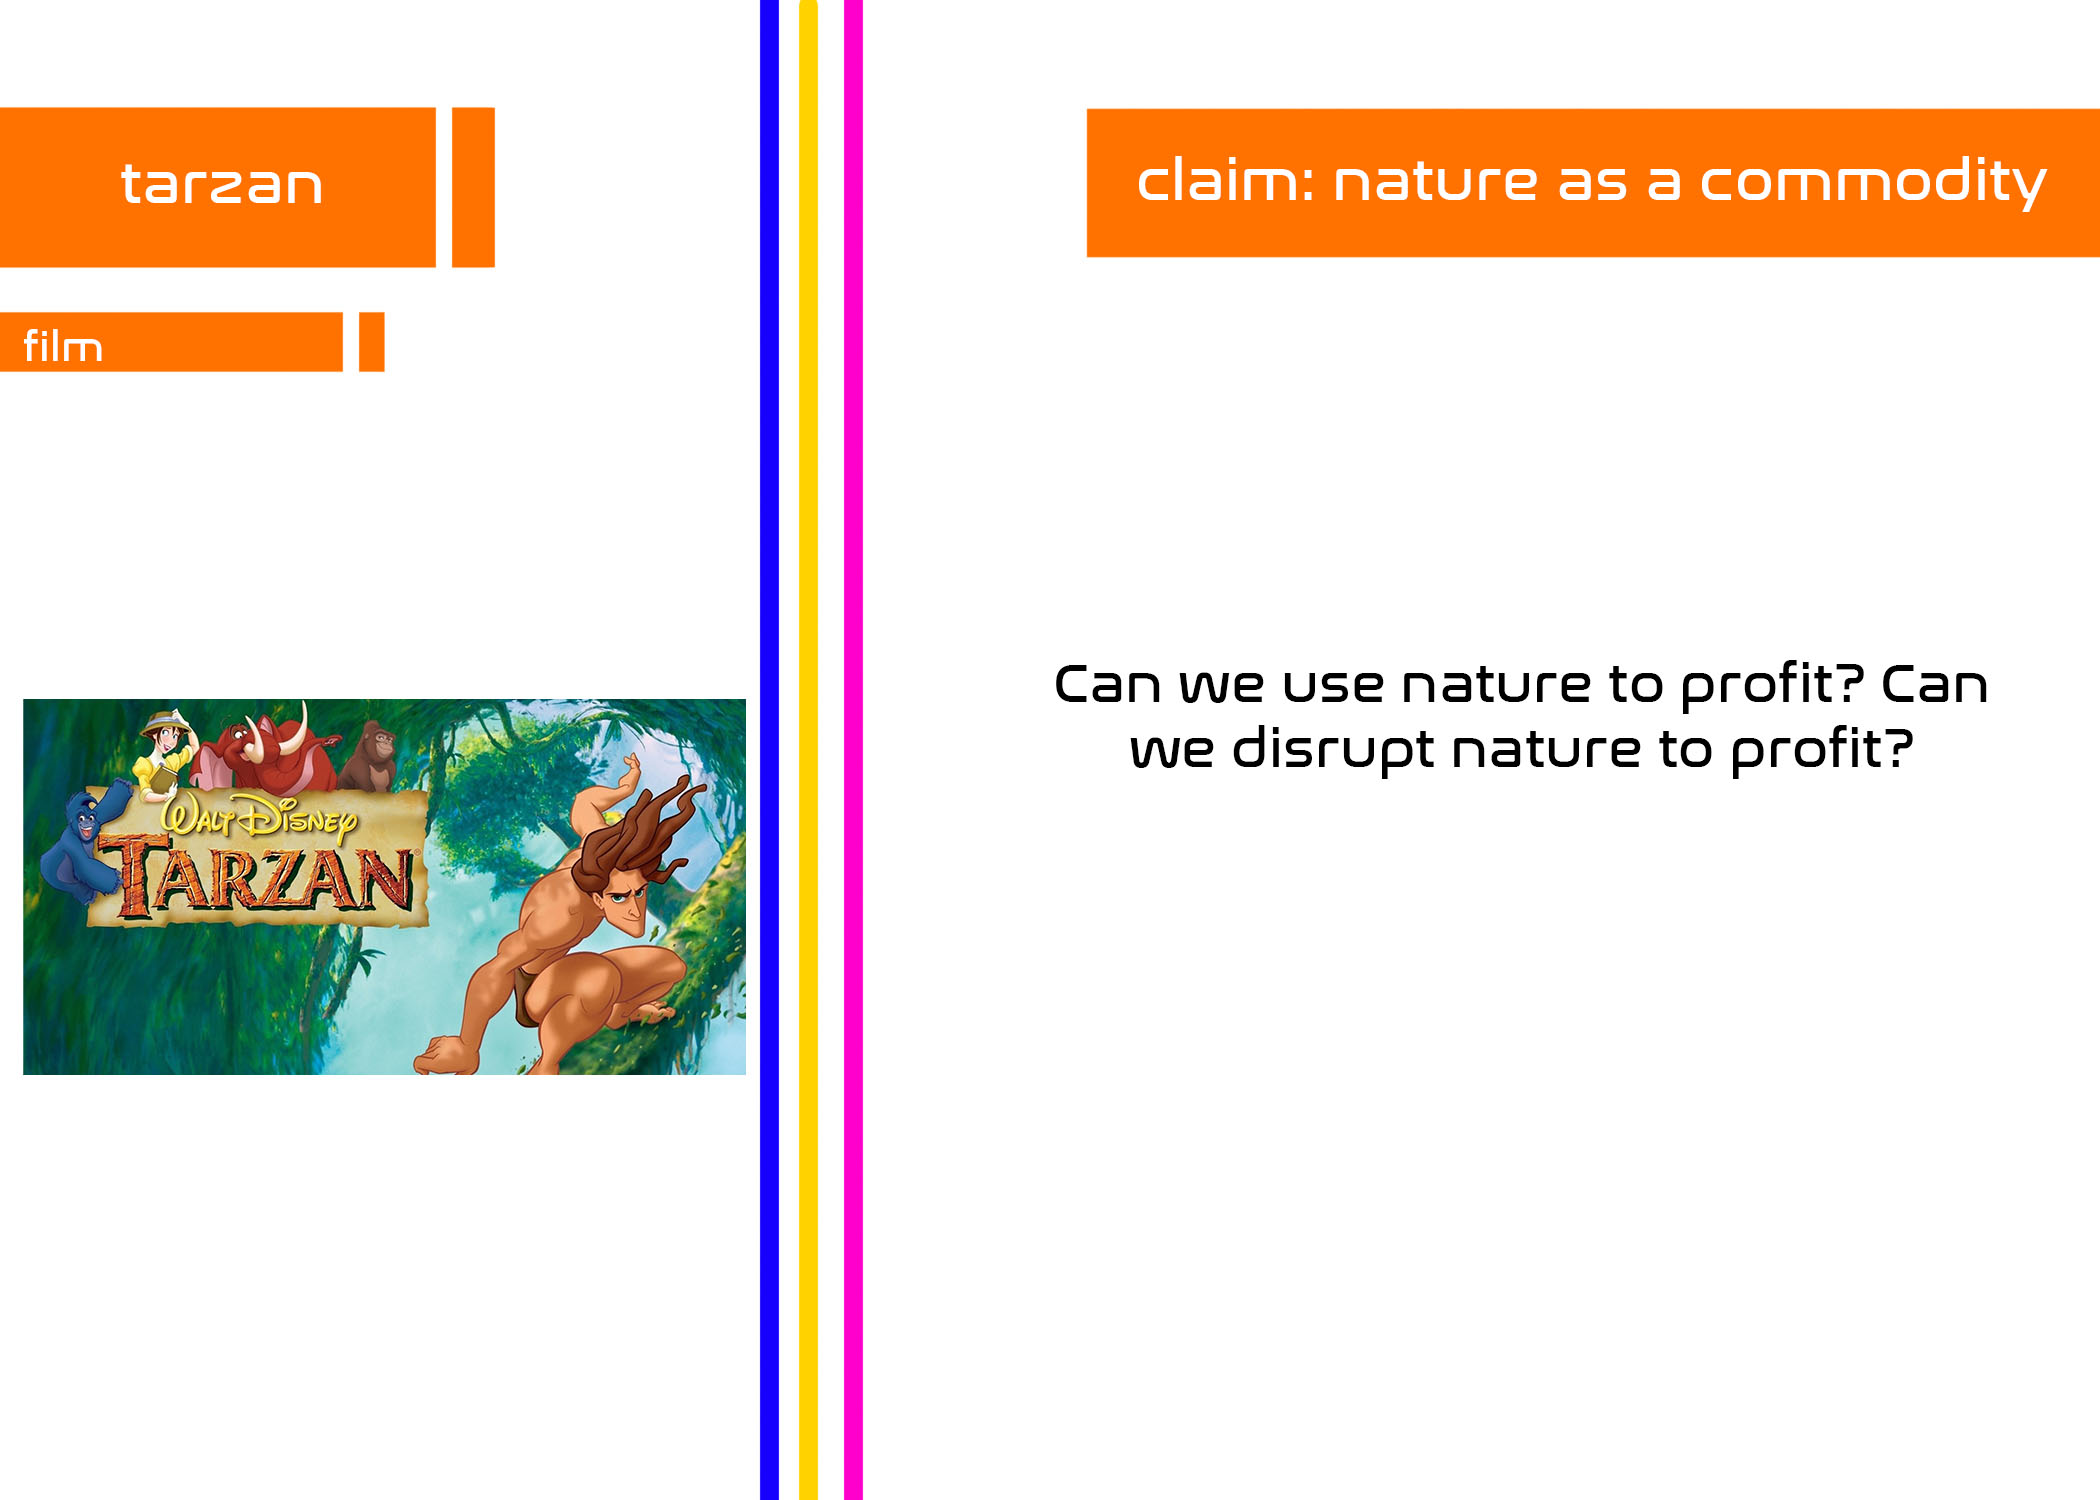 tarzan
film
WALT DISNEY
TARZAN
claim: nature as a commodity
Can we use nature to profit? Can
we disrupt nature to profit?